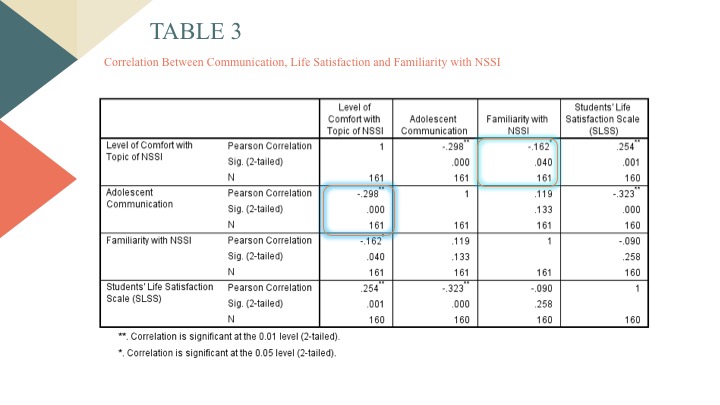 TABLE 3
Correlation Between Communication, Life Satisfaction and Familiarity with NSSI
Level of Comfort with Topic of NSSI Adolescent Communication Familiarity with NSSI Students' Life Satisfaction Scale (SLSS)
Level of Comfort with Topic of NSSI Pearson Correlation 1 -.298** -.162* .254**
Sig. (2-tailed) .000 .040 .001
N 161 161 161 160
Adolescent Communication Pearson Correlation -.298** 1 .119 -.323**
Sig. (2-tailed) .000 .133 .000
N 161 161 161 160
Familiarity with NSSI Pearson Correlation -.162* .119 1 -.090
Sig. (2-tailed) .040 .133 .258
N 161 161 161 160
Students' Life Satisfaction Scale (SLSS) Pearson Correlation .254** -.323** -.090 1
Sig. (2-tailed) .001 .000 .258
N 160 160 160 160
**. Correlation is significant at the 0.01 level (2-tailed).
*. Correlation is significant at the 0.05 level (2-tailed).